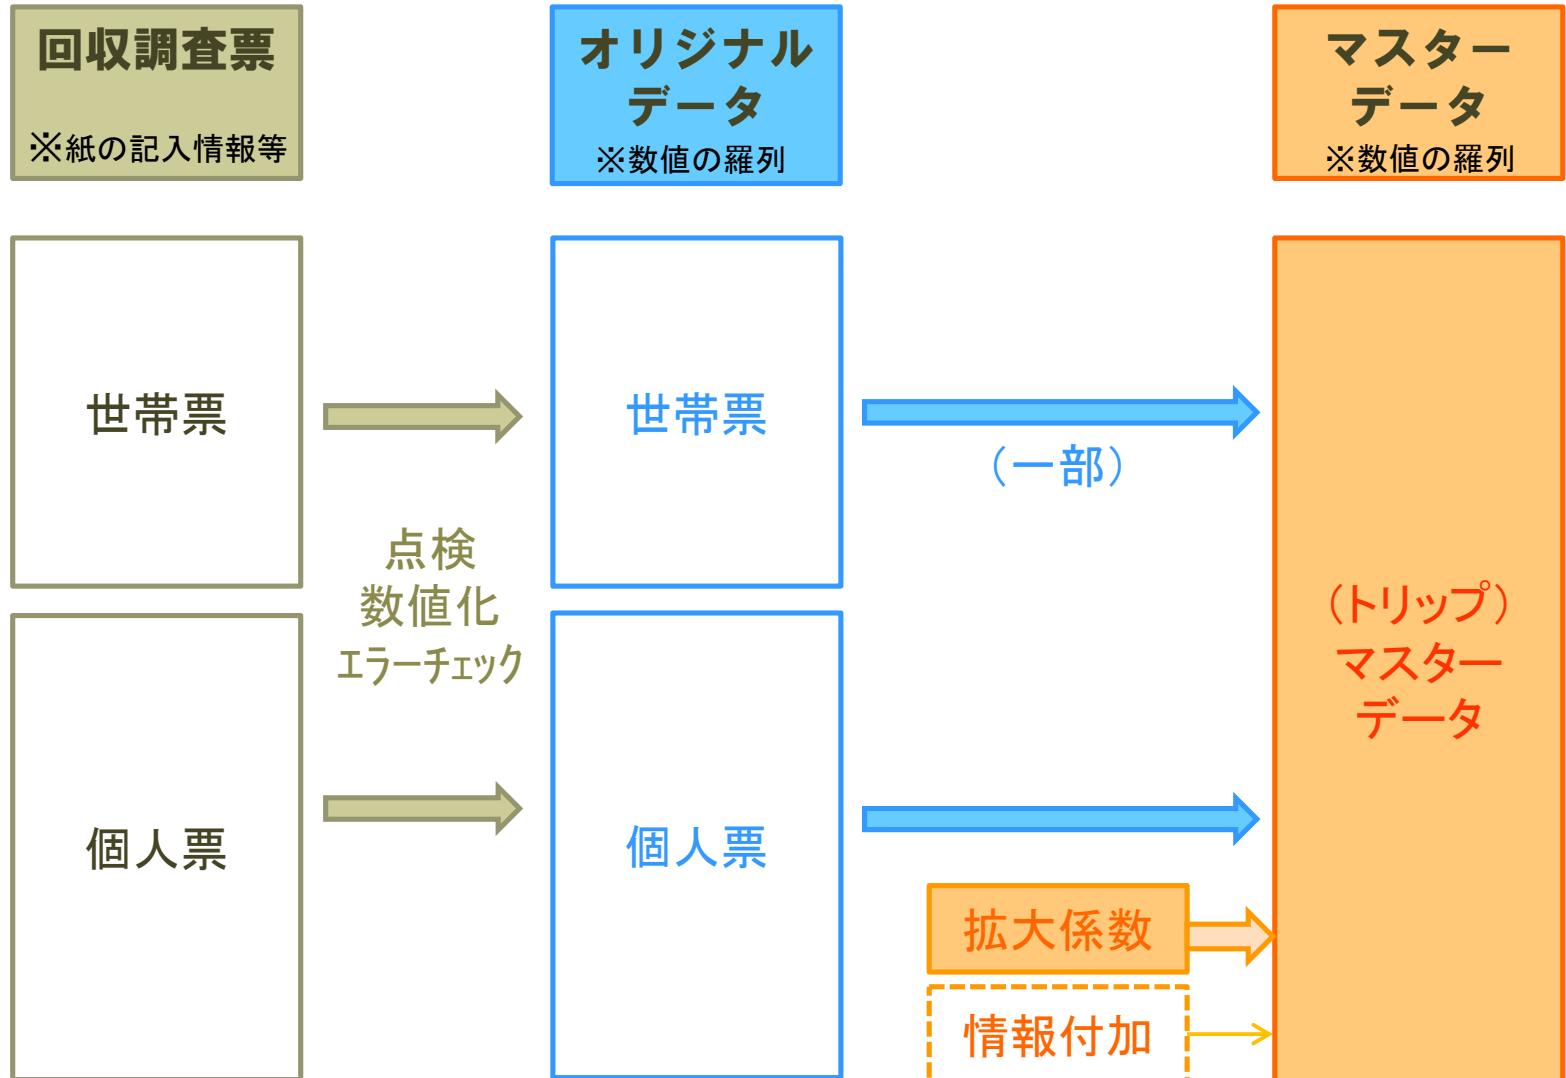 回収調査票
※紙の記入情報等
オリジナル
データ
※数値の羅列
マスター
データ
※数値の羅列
世帯票
世帯票
（一部）
点検
数値化
エラーチェック
（トリップ）
マスター
データ
個人票
個人票
拡大係数
情報付加